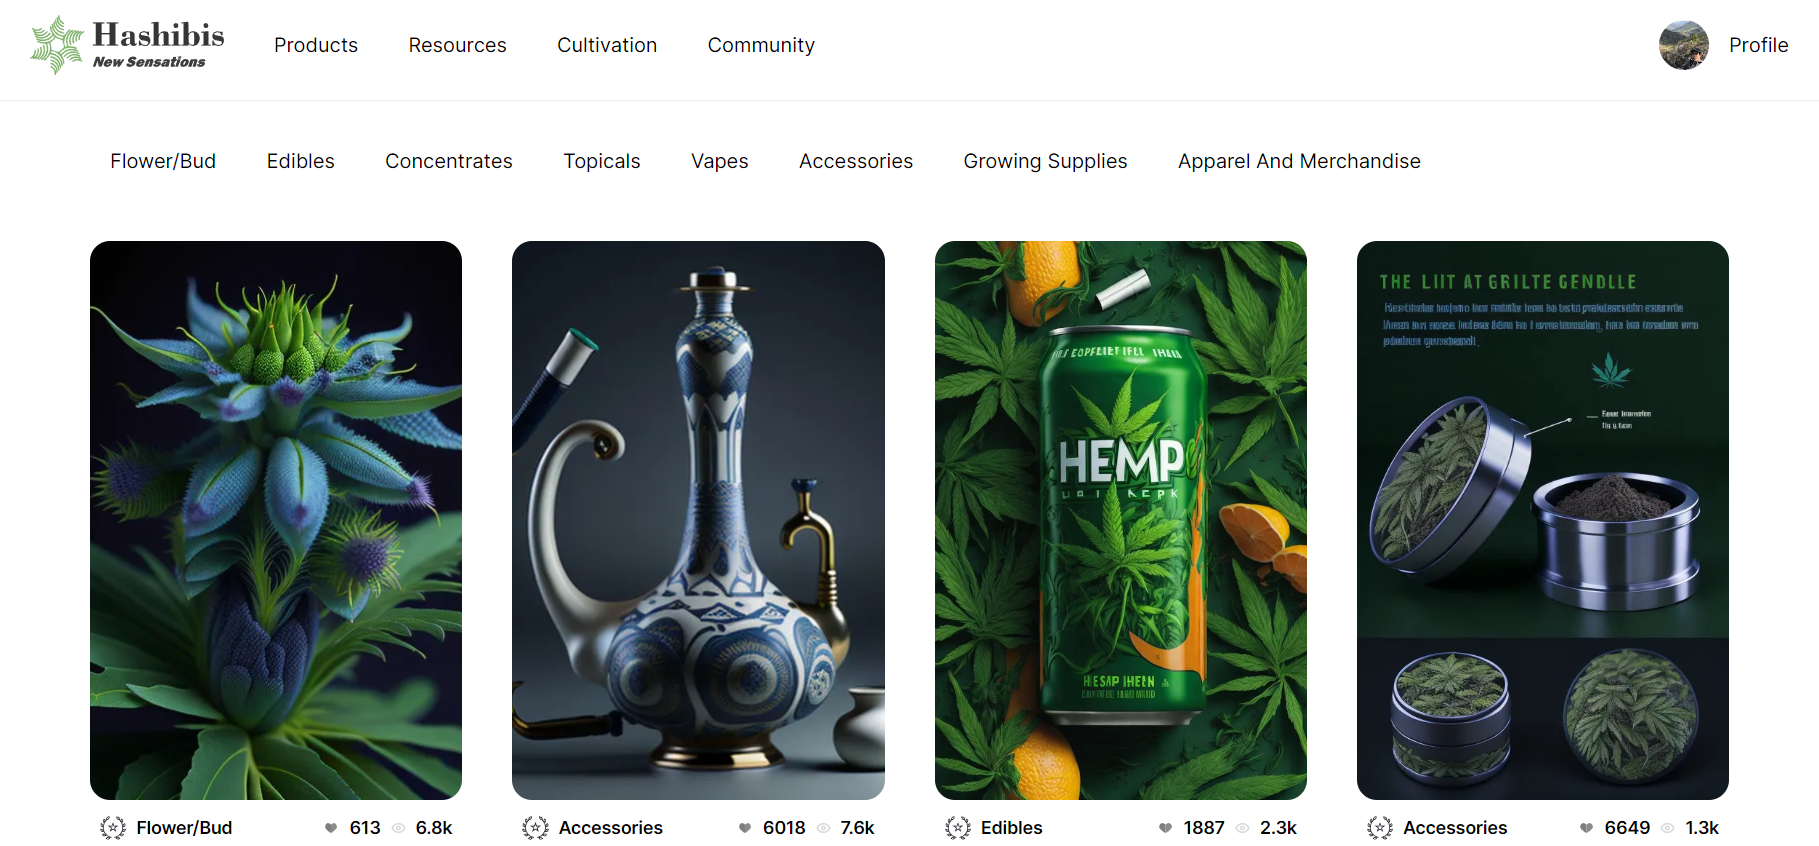 Hashibis
New Sensations
Products
Resources
Cultivation
Community
Profile
Flower/Bud
Edibles
Concentrates
Topicals
Vapes
Accessories
Growing Supplies
Apparel And Merchandise
THE LIIT AT GRILTE GENDLLE
HEMP
Flower/Bud
613
6.8k
Accessories
6018
7.6k
Edibles
1887
2.3k
Accessories
6649
1.3k